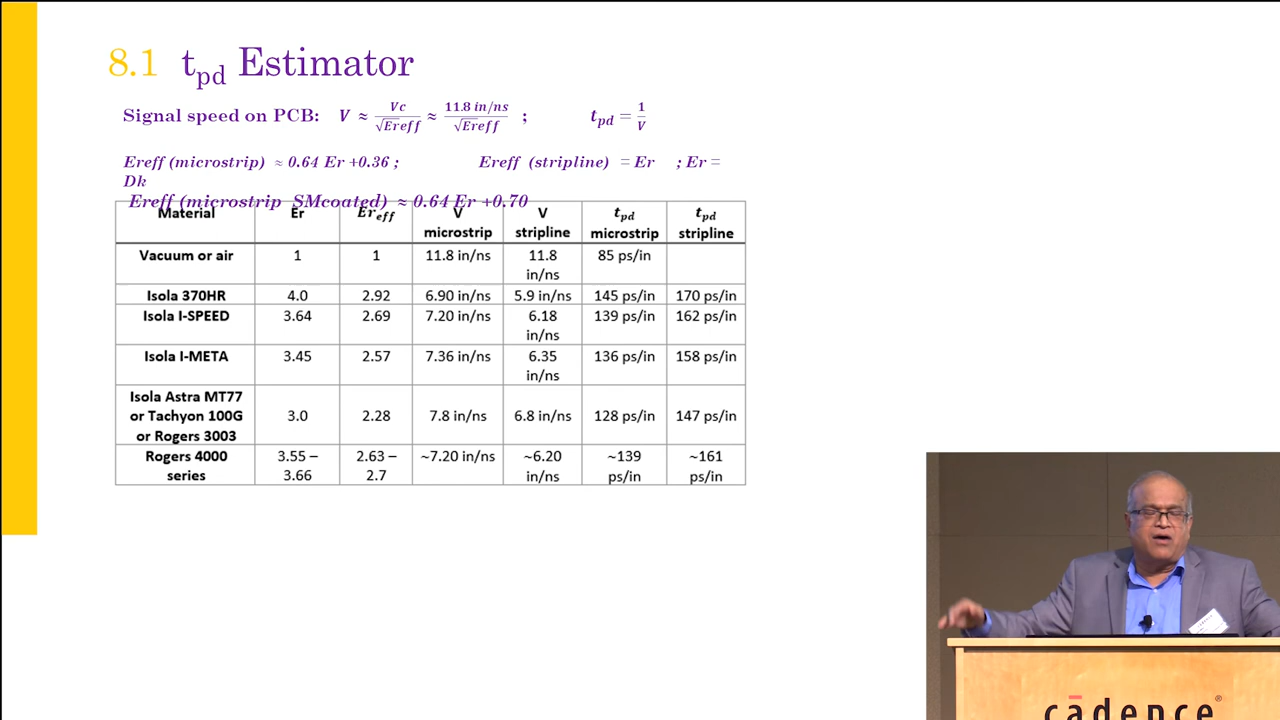 8.1 tpd Estimator
Signal speed on PCB: V ≈ Vc/√Ereff ≈ 11.8 in/ns/√Ereff ; tpd = 1/V
Ereff (microstrip) ≈ 0.64 Er +0.36 ; Ereff (stripline) = Er ; Er =
Dk
Ereff (microstrip SMcoated) ≈ 0.64 Er +0.70
Material Er Ereff V microstrip V stripline tpd microstrip tpd stripline
Vacuum or air 1 1 11.8 in/ns 11.8 in/ns 85 ps/in
Isola 370HR 4.0 2.92 6.90 in/ns 5.9 in/ns 145 ps/in 170 ps/in
Isola I-SPEED 3.64 2.69 7.20 in/ns 6.18 in/ns 139 ps/in 162 ps/in
Isola I-META 3.45 2.57 7.36 in/ns 6.35 in/ns 136 ps/in 158 ps/in
Isola Astra MT77 or Tachyon 100G or Rogers 3003 3.0 2.28 7.8 in/ns 6.8 in/ns 128 ps/in 147 ps/in
Rogers 4000 series 3.55 – 3.66 2.63 – 2.7 ~7.20 in/ns ~6.20 in/ns ~139 ps/in ~161 ps/in
cādence®